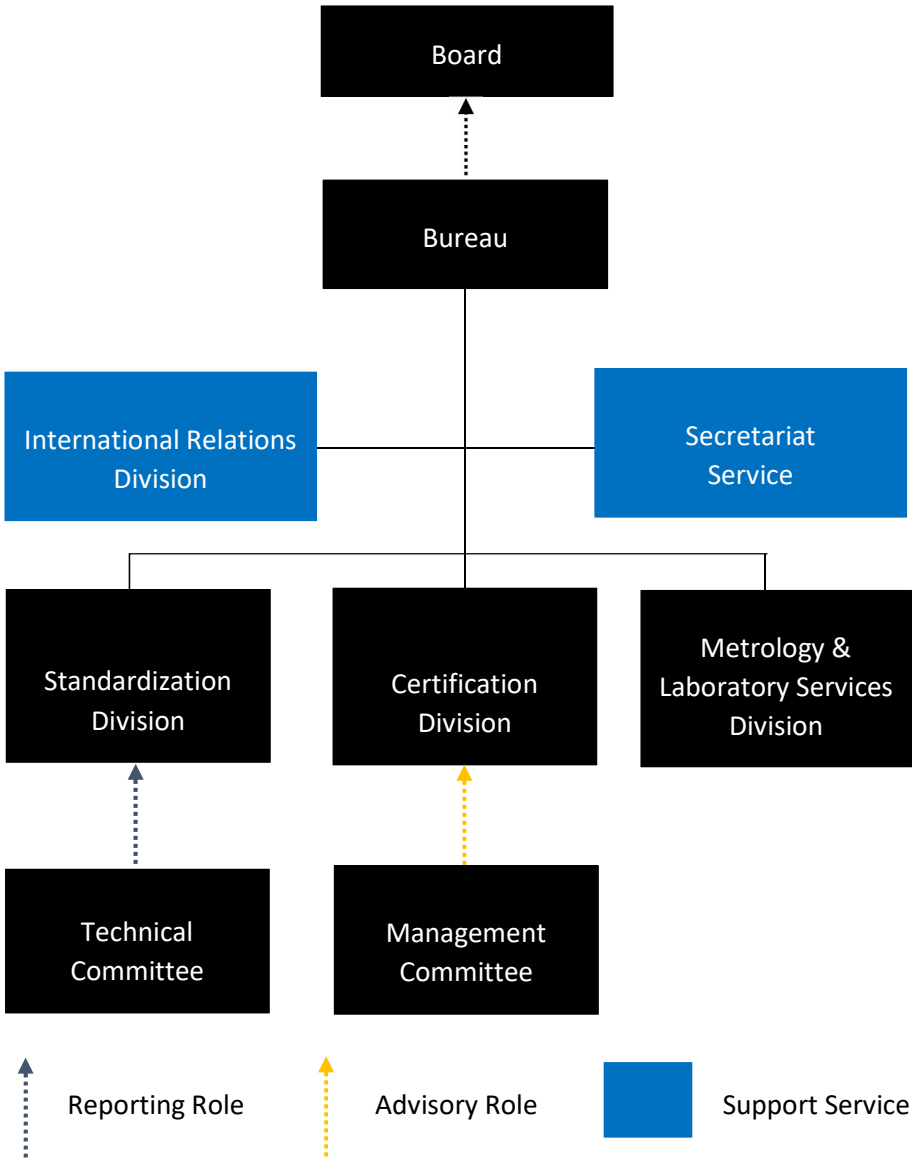 Board
Bureau
International Relations
Division
Secretariat
Service
Standardization
Division
Certification
Division
Metrology &
Laboratory Services
Division
Technical
Committee
Management
Committee
Reporting Role
Advisory Role
Support Service